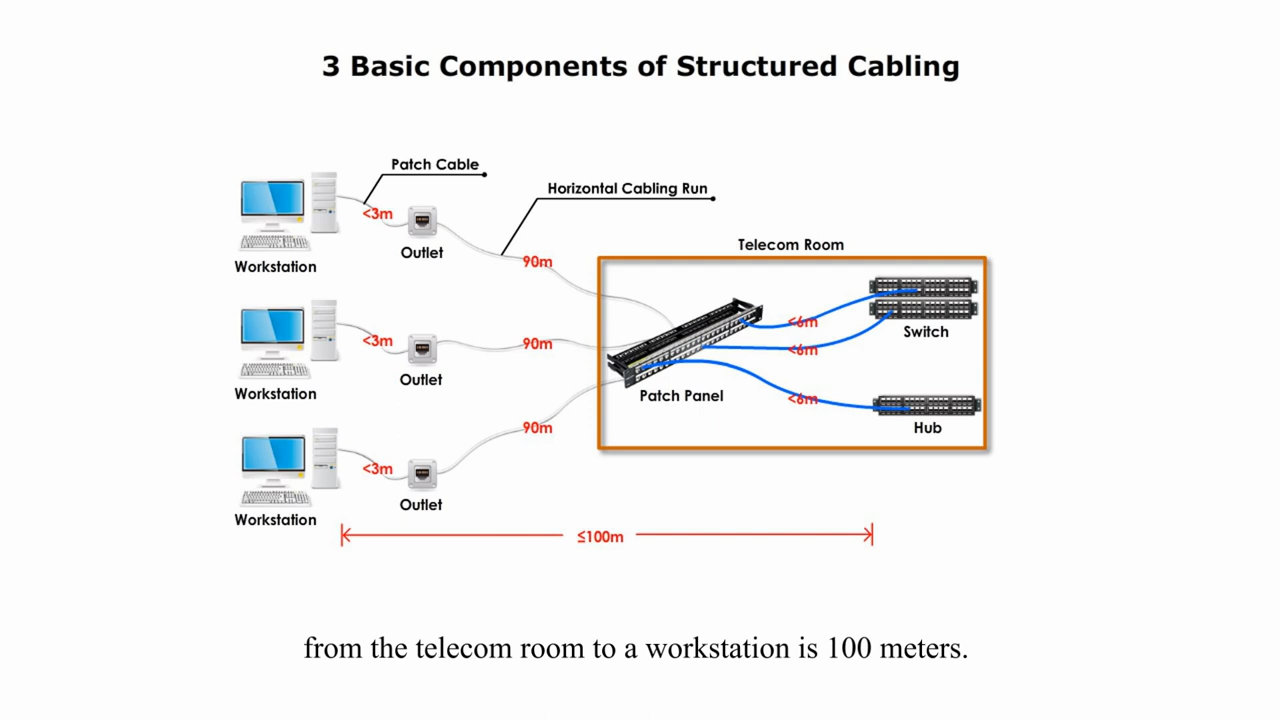 3 Basic Components of Structured Cabling
Patch Cable
Horizontal Cabling Run
Telecom Room
<3m
Outlet
Workstation
90m
<6m
<6m
Switch
<3m
Outlet
Workstation
90m
Patch Panel
<6m
Hub
<3m
Outlet
Workstation
90m
≤100m
from the telecom room to a workstation is 100 meters.